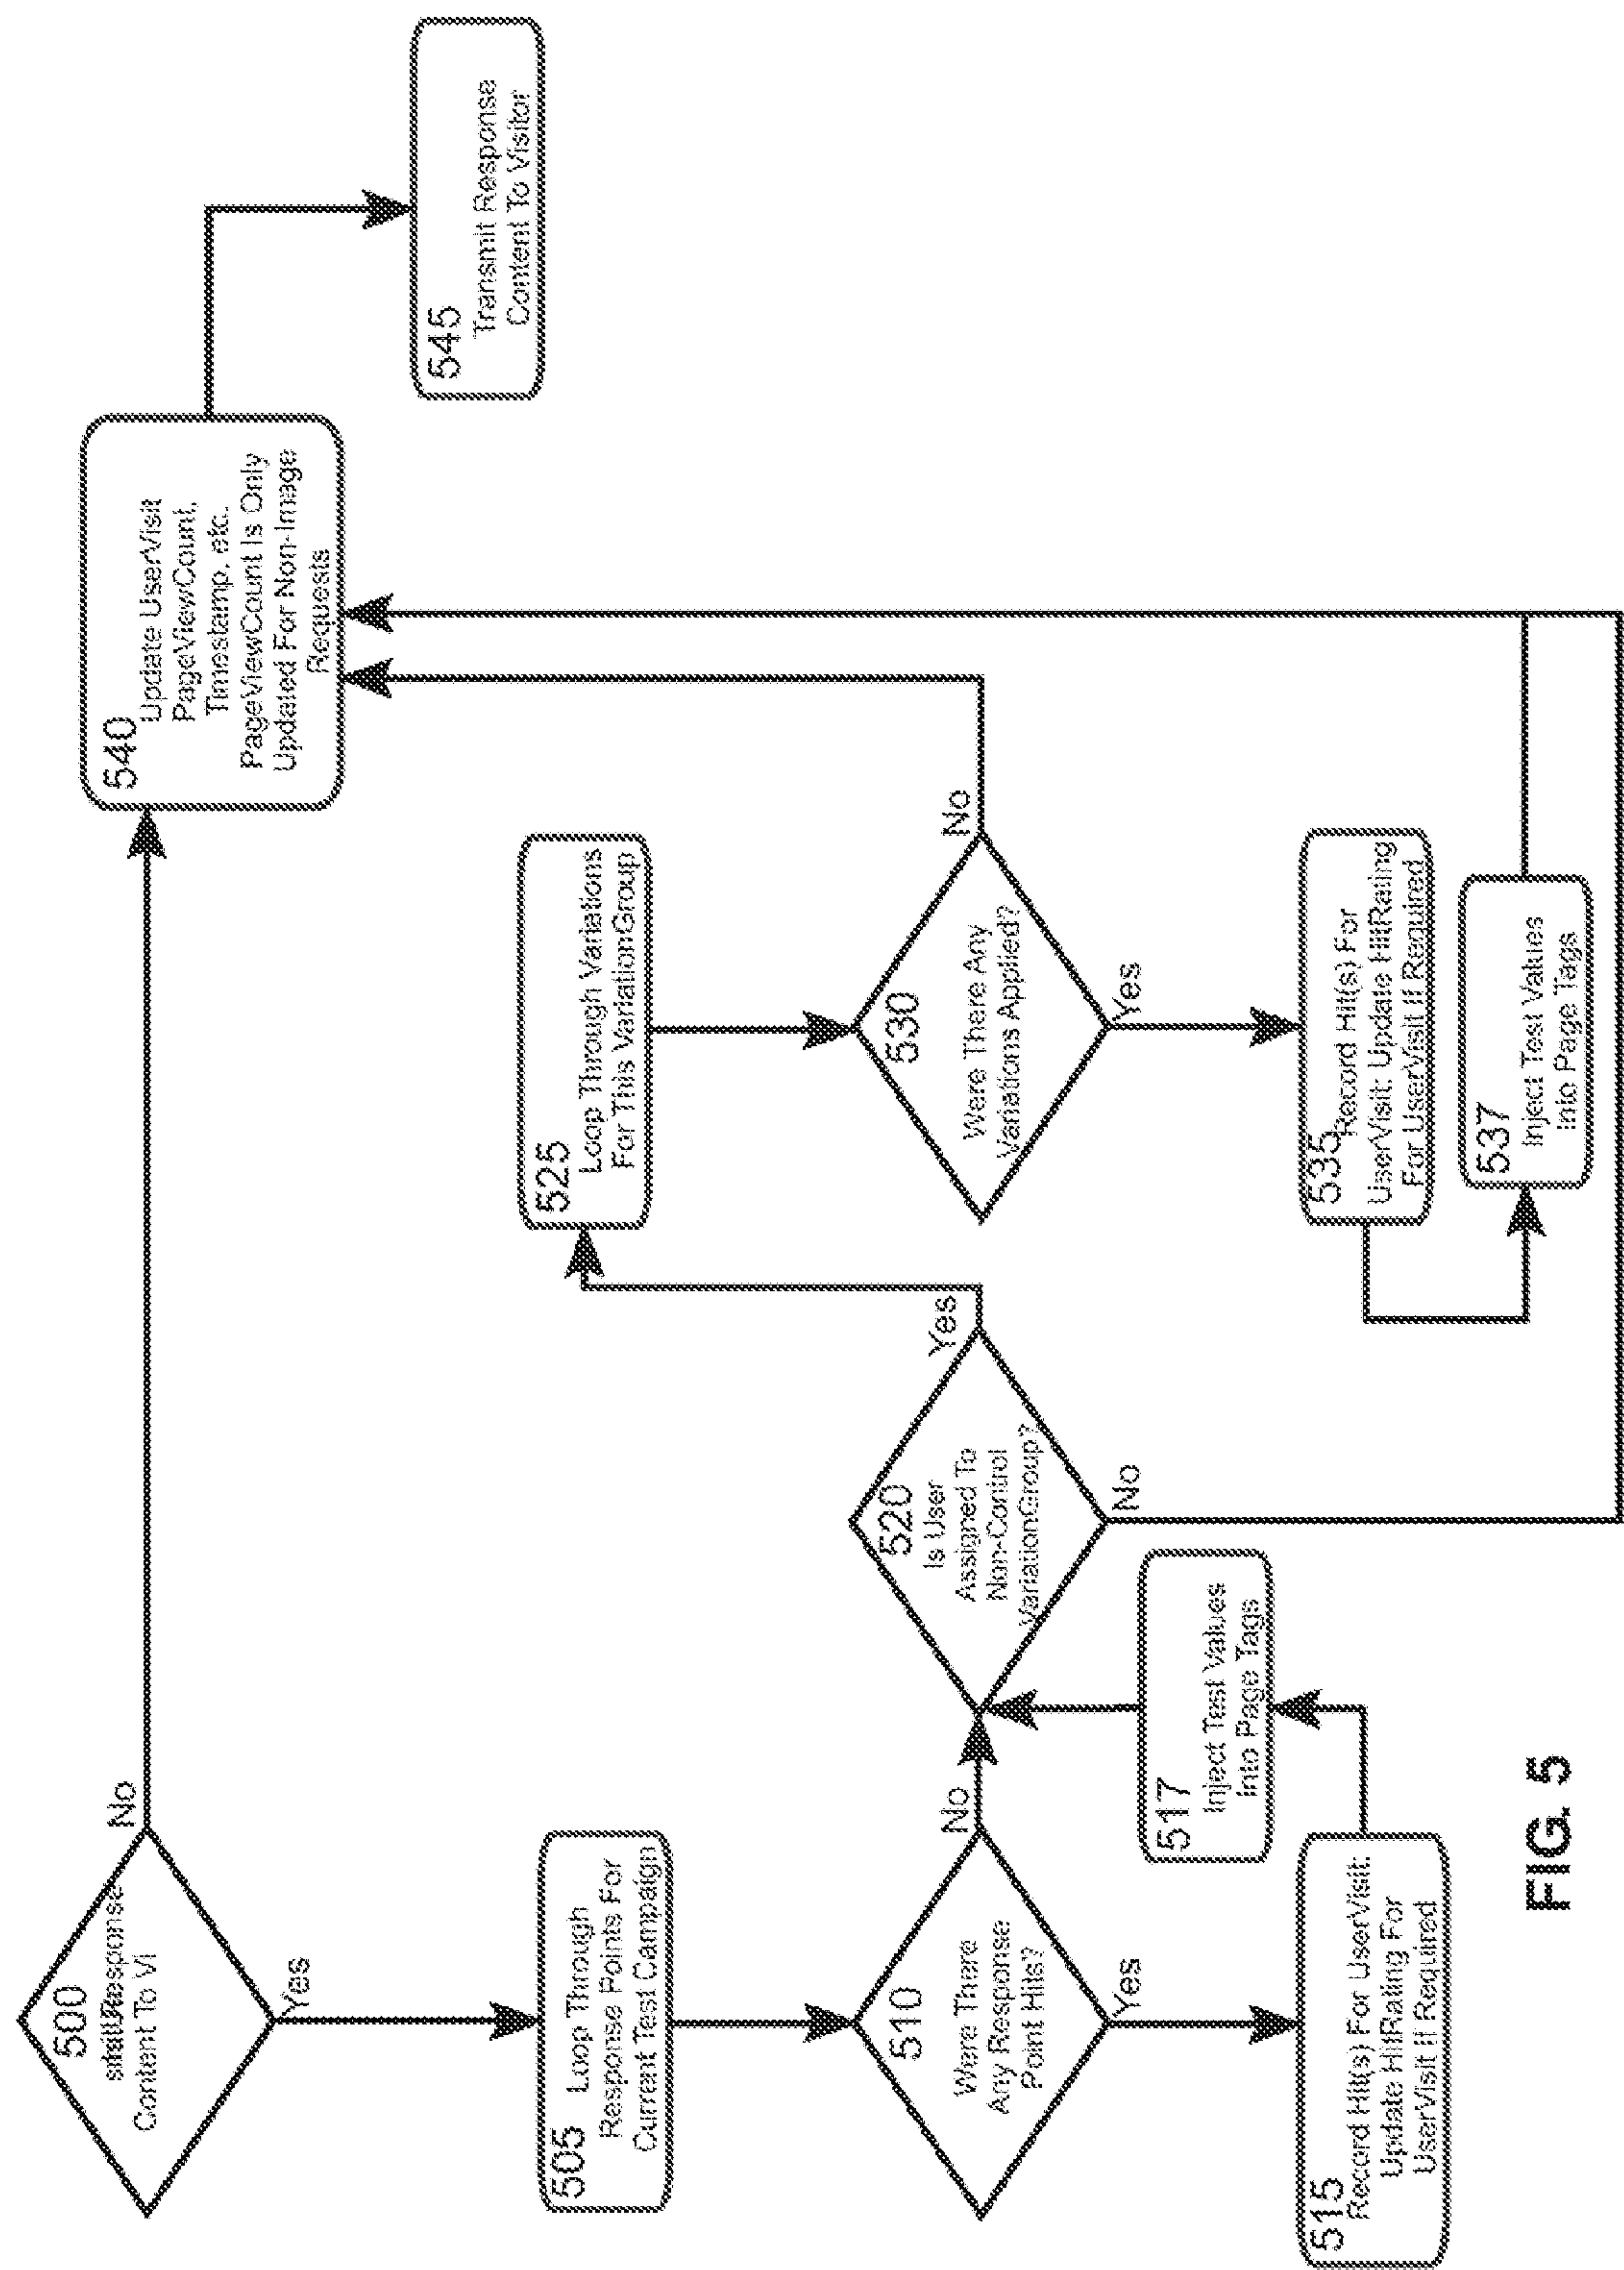 500
Response
Content To Vi
No
Yes
505
Loop Through
Response Points For
Current Test Campaign
510
Were There
Any Response
Point Hits?
No
Yes
515
Record Hit(s) For UserVisit:
Update HitRating For
UserVisit If Required
517
Inject Test Values
Into Page Tags
520
Is User
Assigned To
Non-Control
VariationGroup?
Yes
No
525
Loop Through Variations
For This VariationGroup
530
Were There Any
Variations Applied?
No
Yes
535
Record Hit(s) For
UserVisit: Update HitRating
For UserVisit If Required
537
Inject Test Values
Into Page Tags
540
Update UserVisit
PageViewCount,
Timestamp, etc.
PageViewCount Is Only
Updated For Non-Image
Requests
545
Transmit Response
Content To Visitor
FIG. 5